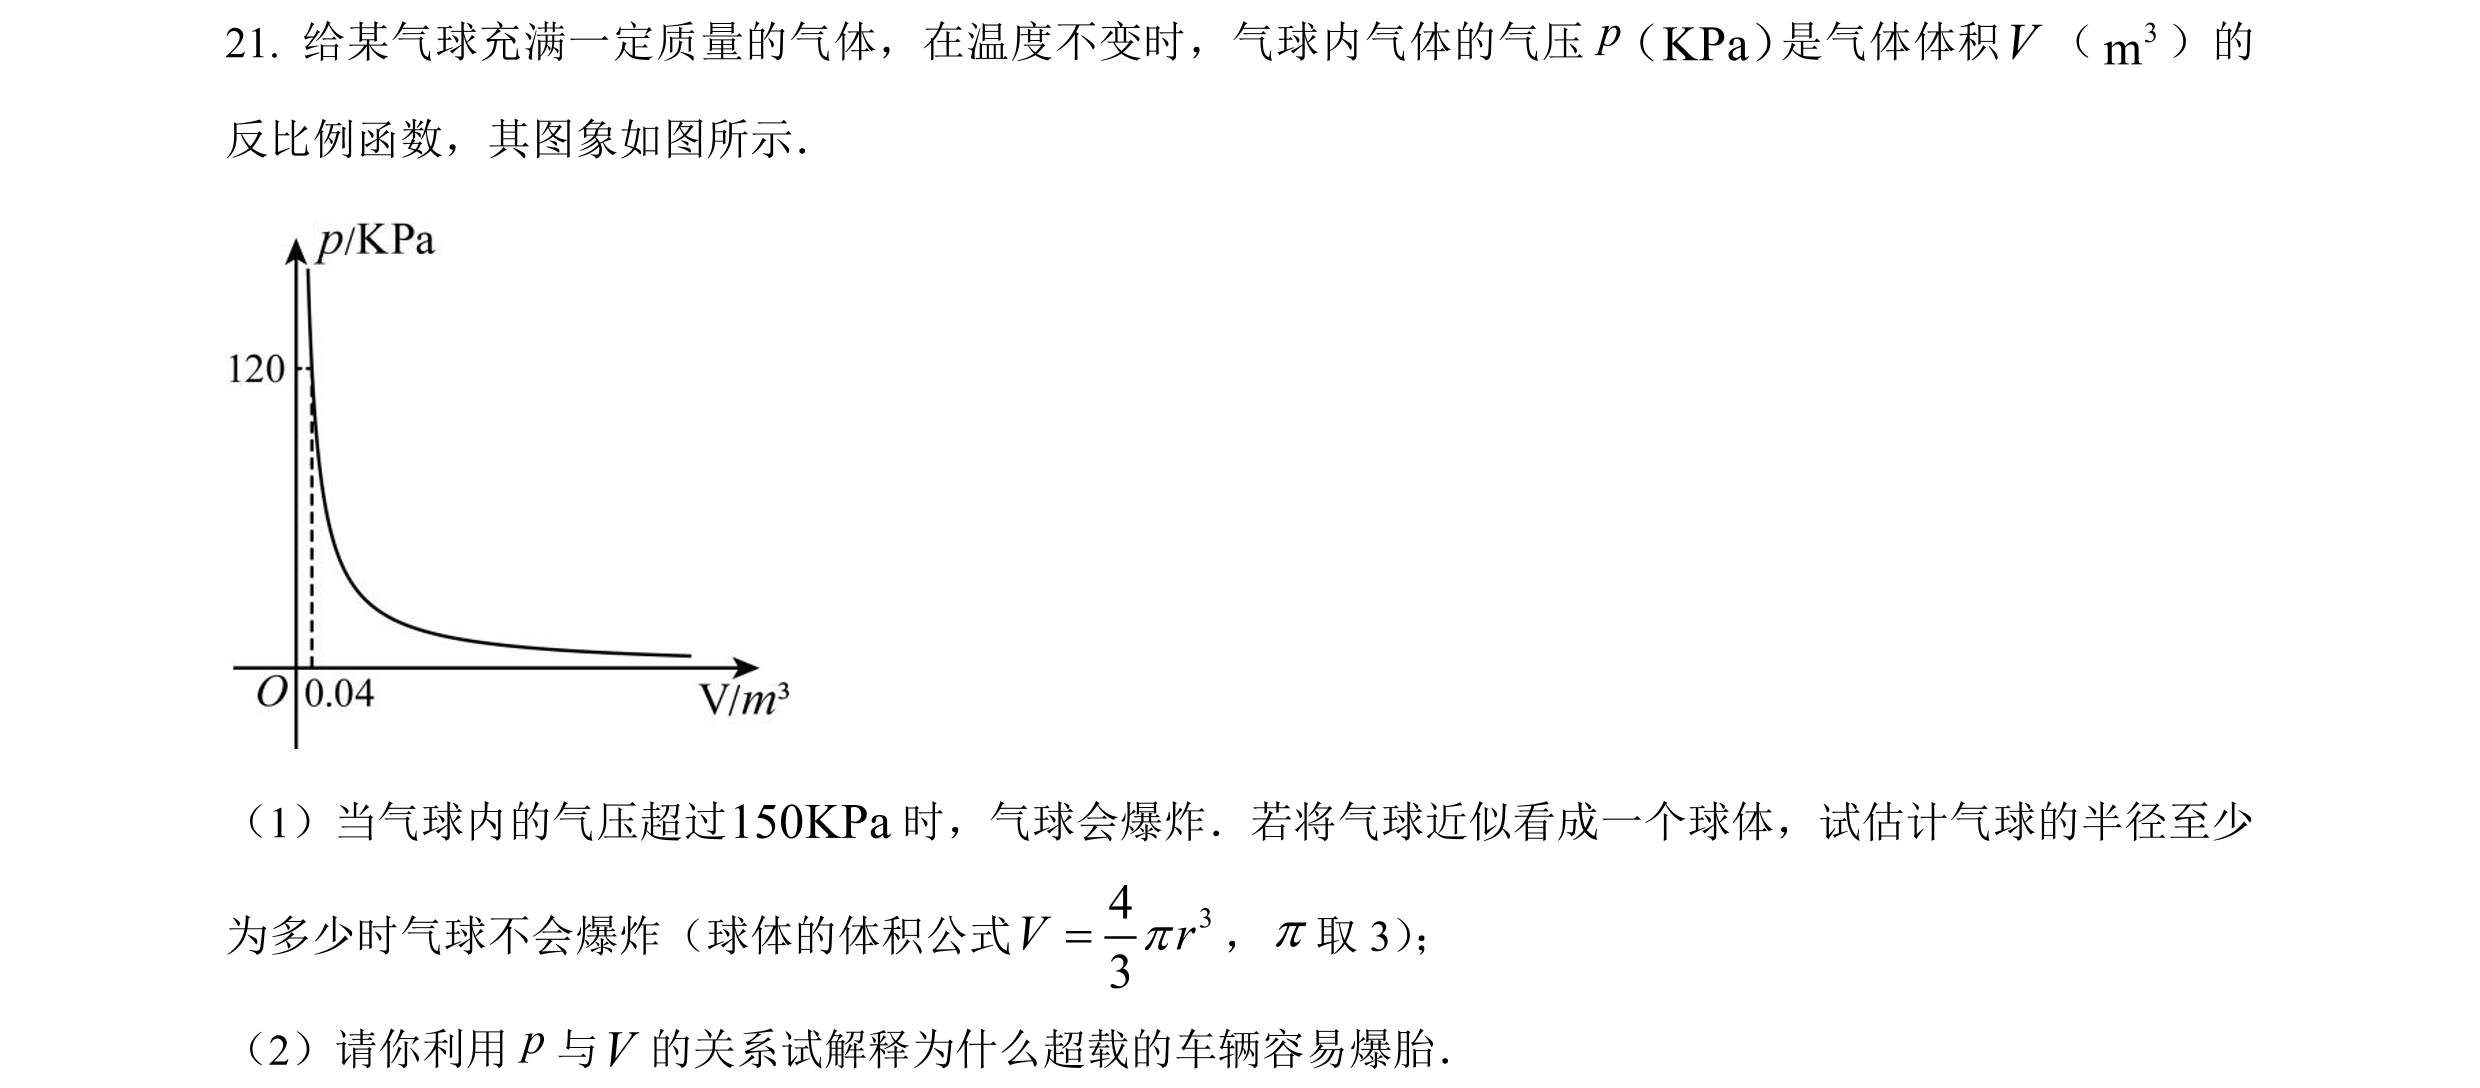 21. 给某气球充满一定质量的气体，在温度不变时，气球内气体的气压 p（KPa）是气体体积 V （ m³ ）的
反比例函数，其图象如图所示．
p/KPa
120
O 0.04
V/m³
（1）当气球内的气压超过150KPa 时，气球会爆炸．若将气球近似看成一个球体，试估计气球的半径至少
为多少时气球不会爆炸（球体的体积公式 V = 4/3 πr³ ， π 取 3）；
（2）请你利用 p 与 V 的关系试解释为什么超载的车辆容易爆胎．